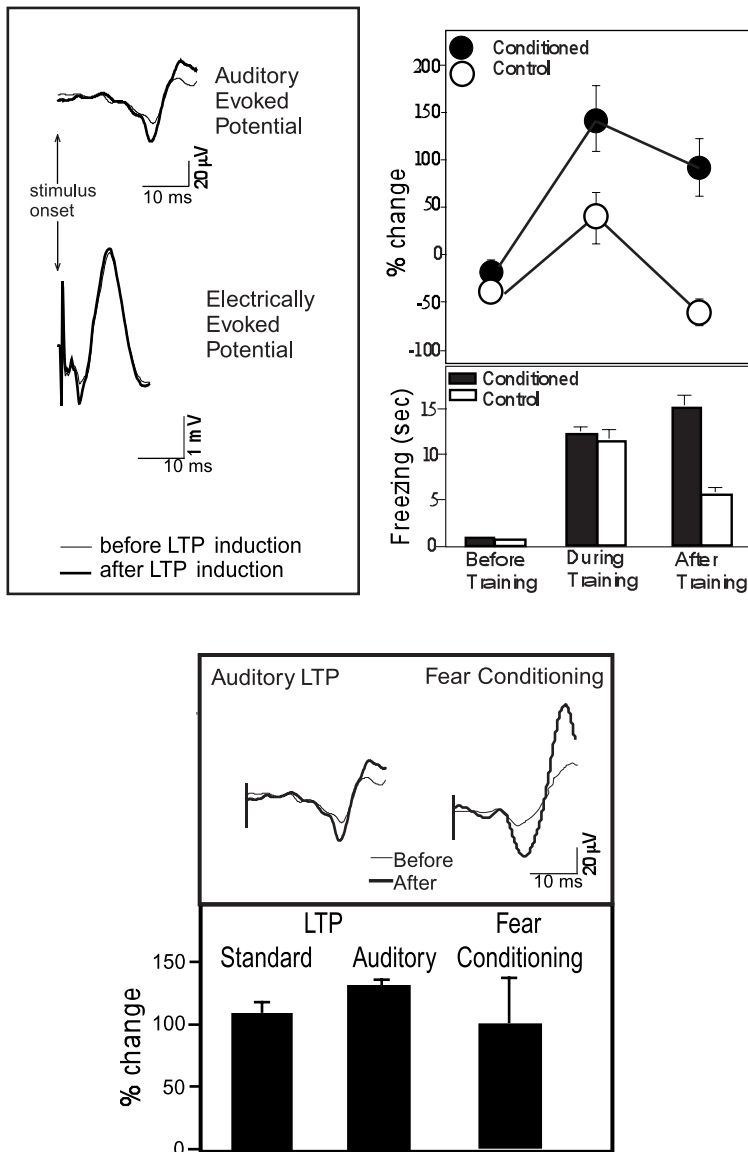 Auditory
Evoked
Potential
20 µV
10 ms
stimulus
onset
Electrically
Evoked
Potential
1 mV
10 ms
before LTP induction
after LTP induction
Conditioned
Control
200
150
100
50
0
-50
-100
% change
Conditioned
Control
15
10
5
0
Freezing (sec)
Before During After
Training Training Training
Auditory LTP Fear Conditioning
Before
After
10 ms
20 µV
LTP Fear
Standard Auditory Conditioning
150
100
50
0
% change